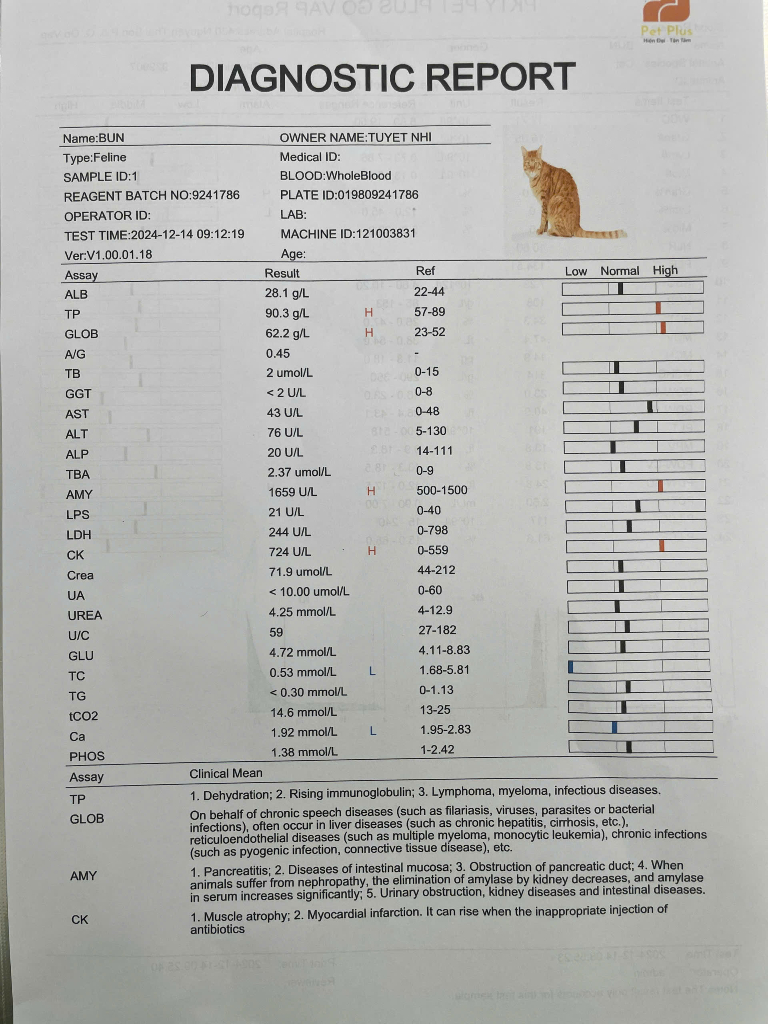 Pet Plus
Hiện Đại - Tận Tâm
DIAGNOSTIC REPORT
Name:BUN OWNER NAME:TUYET NHI
Type:Feline Medical ID:
SAMPLE ID:1 BLOOD:WholeBlood
REAGENT BATCH NO:9241786 PLATE ID:019809241786
OPERATOR ID: LAB:
TEST TIME:2024-12-14 09:12:19 MACHINE ID:121003831
Ver:V1.00.01.18 Age:
Assay Result Ref Low Normal High
ALB 28.1 g/L 22-44
TP 90.3 g/L H 57-89
GLOB 62.2 g/L H 23-52
A/G 0.45 -
TB 2 umol/L 0-15
GGT < 2 U/L 0-8
AST 43 U/L 0-48
ALT 76 U/L 5-130
ALP 20 U/L 14-111
TBA 2.37 umol/L 0-9
AMY 1659 U/L H 500-1500
LPS 21 U/L 0-40
LDH 244 U/L 0-798
CK 724 U/L H 0-559
Crea 71.9 umol/L 44-212
UA < 10.00 umol/L 0-60
UREA 4.25 mmol/L 4-12.9
U/C 59 27-182
GLU 4.72 mmol/L 4.11-8.83
TC 0.53 mmol/L L 1.68-5.81
TG < 0.30 mmol/L 0-1.13
tCO2 14.6 mmol/L 13-25
Ca 1.92 mmol/L L 1.95-2.83
PHOS 1.38 mmol/L 1-2.42
Assay Clinical Mean
TP 1. Dehydration; 2. Rising immunoglobulin; 3. Lymphoma, myeloma, infectious diseases.
GLOB On behalf of chronic speech diseases (such as filariasis, viruses, parasites or bacterial
infections), often occur in liver diseases (such as chronic hepatitis, cirrhosis, etc.),
reticuloendothelial diseases (such as multiple myeloma, monocytic leukemia), chronic infections
(such as pyogenic infection, connective tissue disease), etc.
AMY 1. Pancreatitis; 2. Diseases of intestinal mucosa; 3. Obstruction of pancreatic duct; 4. When
animals suffer from nephropathy, the elimination of amylase by kidney decreases, and amylase
in serum increases significantly; 5. Urinary obstruction, kidney diseases and intestinal diseases.
CK 1. Muscle atrophy; 2. Myocardial infarction. It can rise when the inappropriate injection of
antibiotics